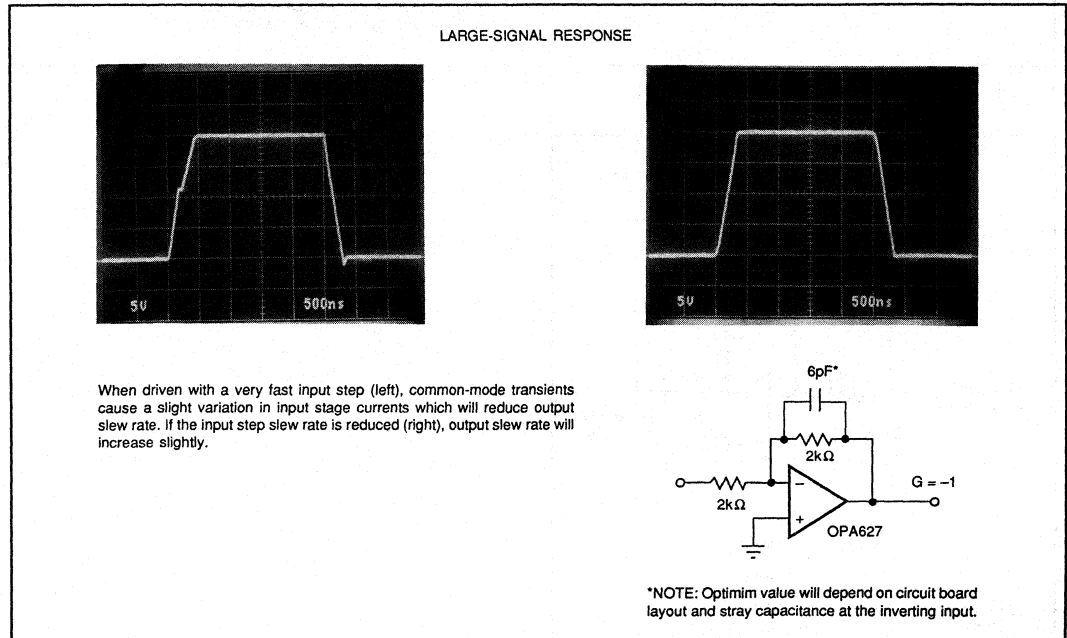 LARGE-SIGNAL RESPONSE
5V
500ns
5V
500ns
When driven with a very fast input step (left), common-mode transients
cause a slight variation in input stage currents which will reduce output
slew rate. If the input step slew rate is reduced (right), output slew rate will
increase slightly.
6pF*
2kΩ
2kΩ
−
+
G = −1
OPA627
*NOTE: Optimim value will depend on circuit board
layout and stray capacitance at the inverting input.